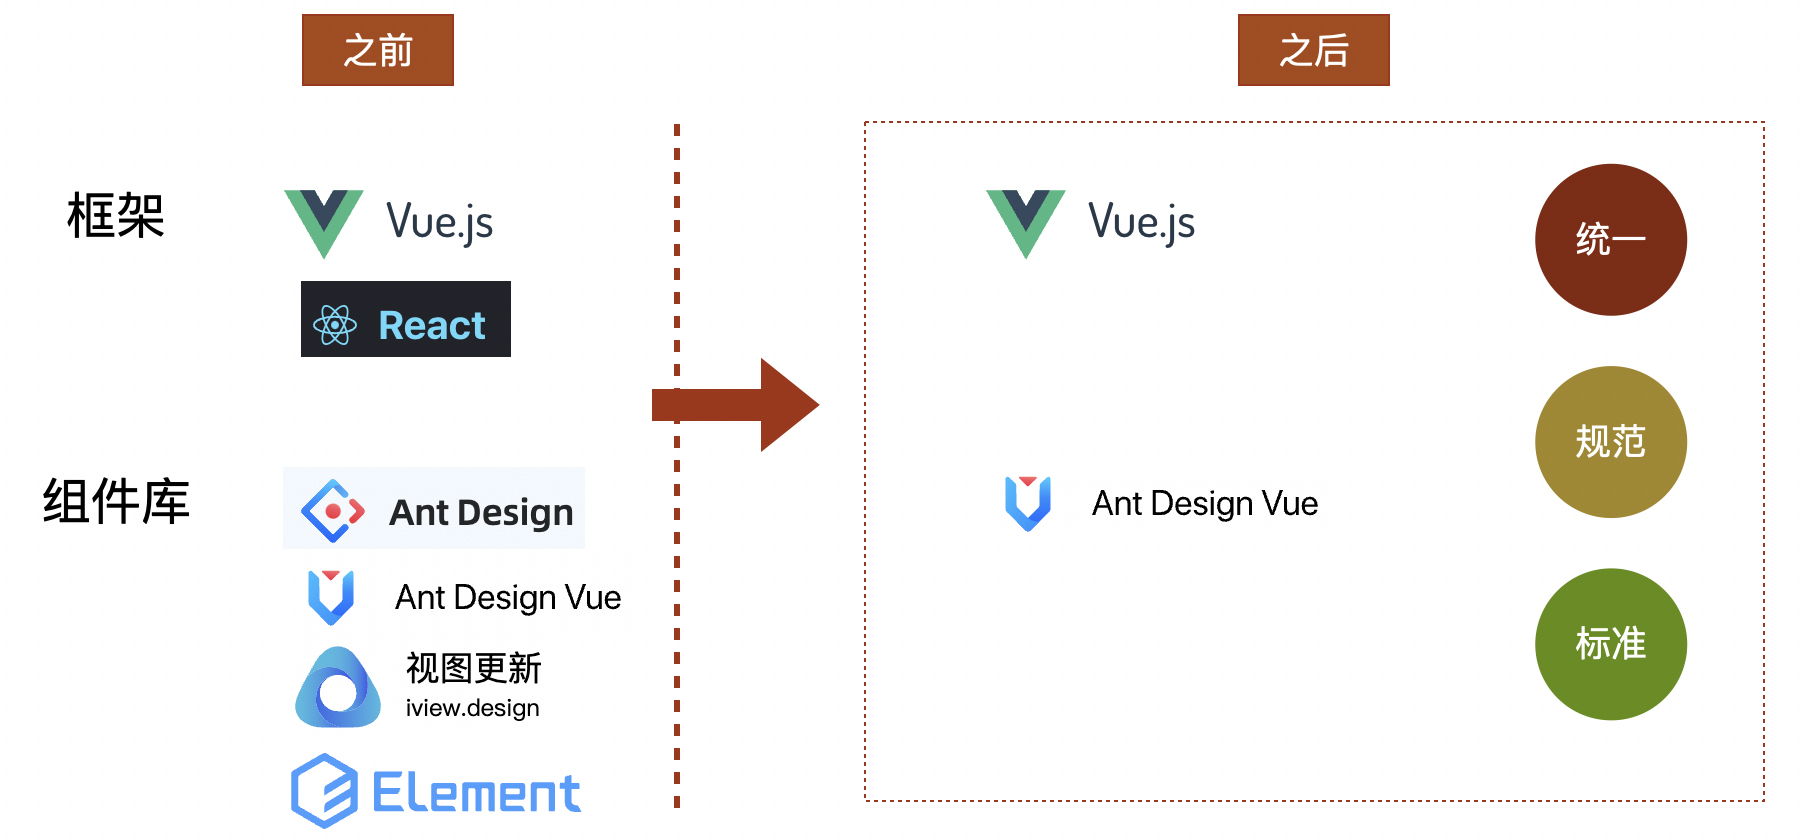 之前
之后
框架
Vue.js
React
组件库
Ant Design
Ant Design Vue
视图更新
iview.design
Element
Vue.js
Ant Design Vue
统一
规范
标准